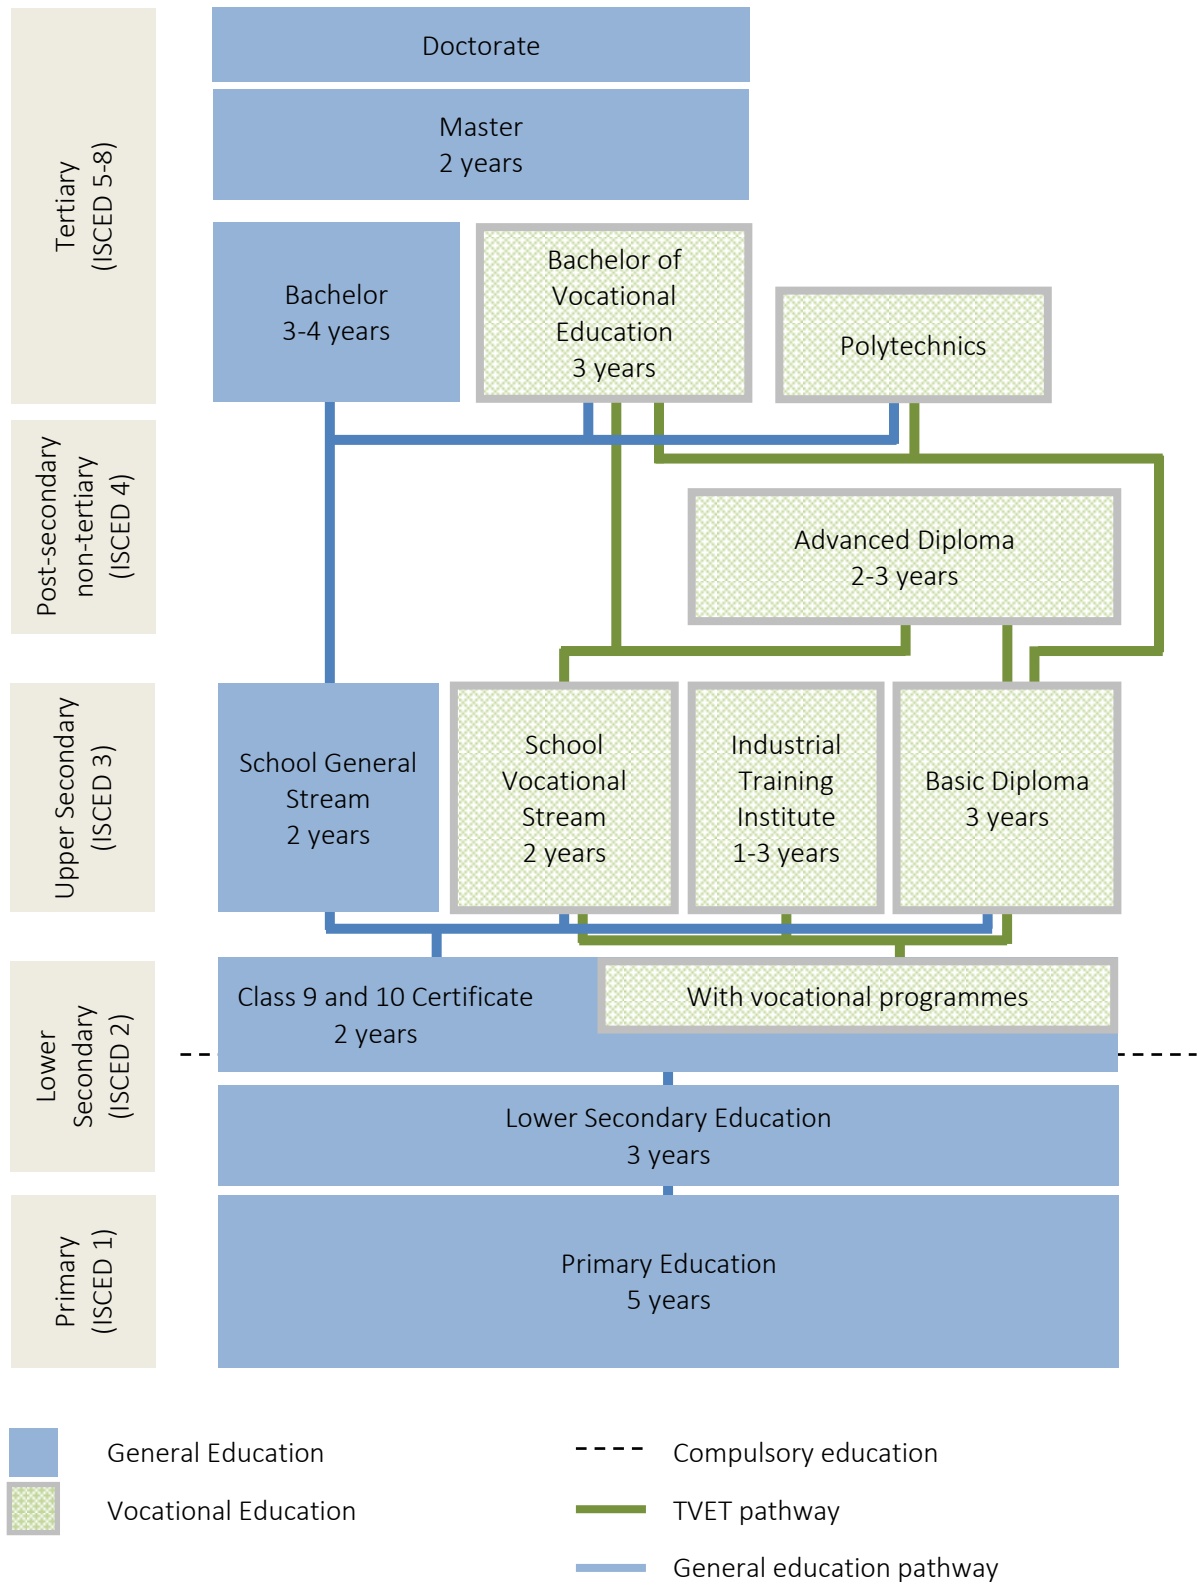 Doctorate
Master
2 years
Tertiary
(ISCED 5-8)
Bachelor
3-4 years
Bachelor of
Vocational
Education
3 years
Polytechnics
Post-secondary
non-tertiary
(ISCED 4)
Advanced Diploma
2-3 years
Upper Secondary
(ISCED 3)
School General
Stream
2 years
School
Vocational
Stream
2 years
Industrial
Training
Institute
1-3 years
Basic Diploma
3 years
Lower
Secondary
(ISCED 2)
Class 9 and 10 Certificate
2 years
With vocational programmes
Lower Secondary Education
3 years
Primary
(ISCED 1)
Primary Education
5 years
General Education
Vocational Education
Compulsory education
TVET pathway
General education pathway